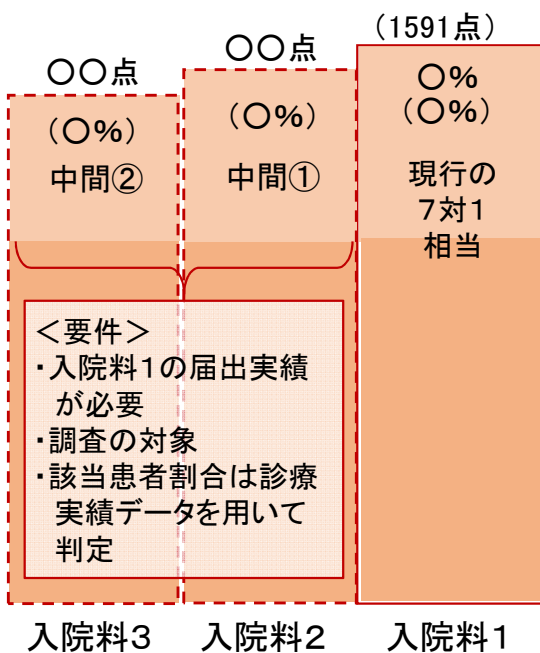 〇〇点
(〇%)
中間②
〇〇点
(〇%)
中間①
(1591点)
〇%
(〇%)
現行の
7対1
相当
<要件>
・入院料1の届出実績
が必要
・調査の対象
・該当患者割合は診療
実績データを用いて
判定
入院料3
入院料2
入院料1